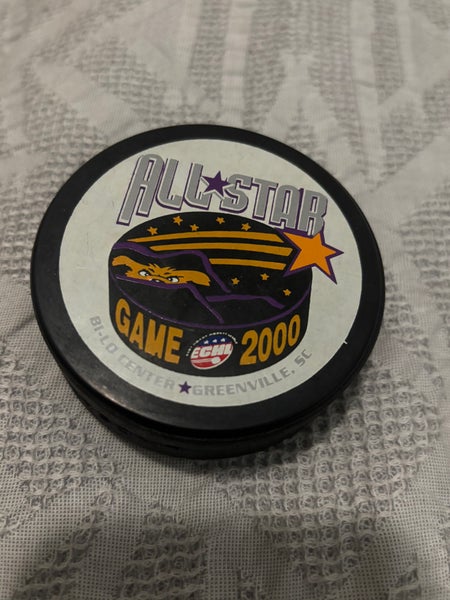 ALL★STAR
GAME 2000
ECHL
BI-LO CENTER ★ GREENVILLE, SC